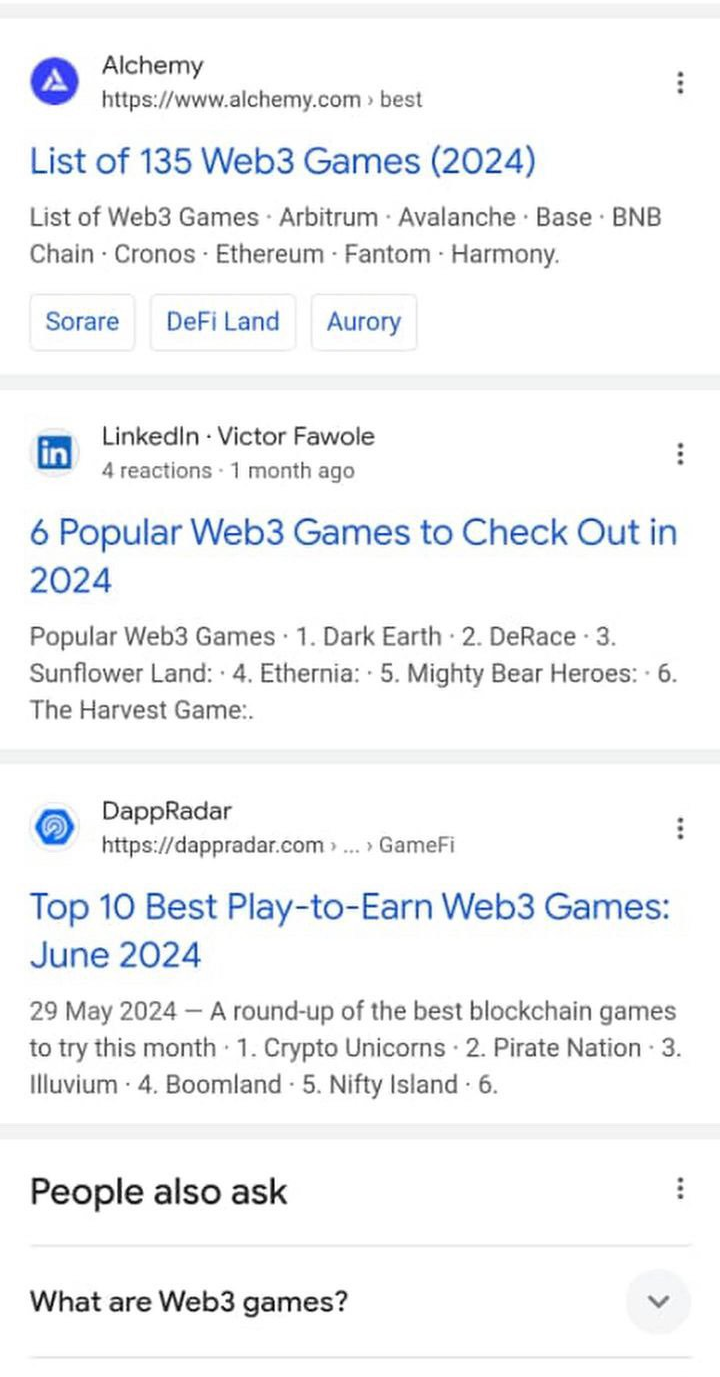 Alchemy
https://www.alchemy.com › best
List of 135 Web3 Games (2024)
List of Web3 Games · Arbitrum · Avalanche · Base · BNB
Chain · Cronos · Ethereum · Fantom · Harmony.
Sorare DeFi Land Aurory
LinkedIn · Victor Fawole
4 reactions · 1 month ago
6 Popular Web3 Games to Check Out in
2024
Popular Web3 Games · 1. Dark Earth · 2. DeRace · 3.
Sunflower Land: · 4. Ethernia: · 5. Mighty Bear Heroes: · 6.
The Harvest Game:.
DappRadar
https://dappradar.com › ... › GameFi
Top 10 Best Play-to-Earn Web3 Games:
June 2024
29 May 2024 — A round-up of the best blockchain games
to try this month · 1. Crypto Unicorns · 2. Pirate Nation · 3.
Illuvium · 4. Boomland · 5. Nifty Island · 6.
People also ask
What are Web3 games?